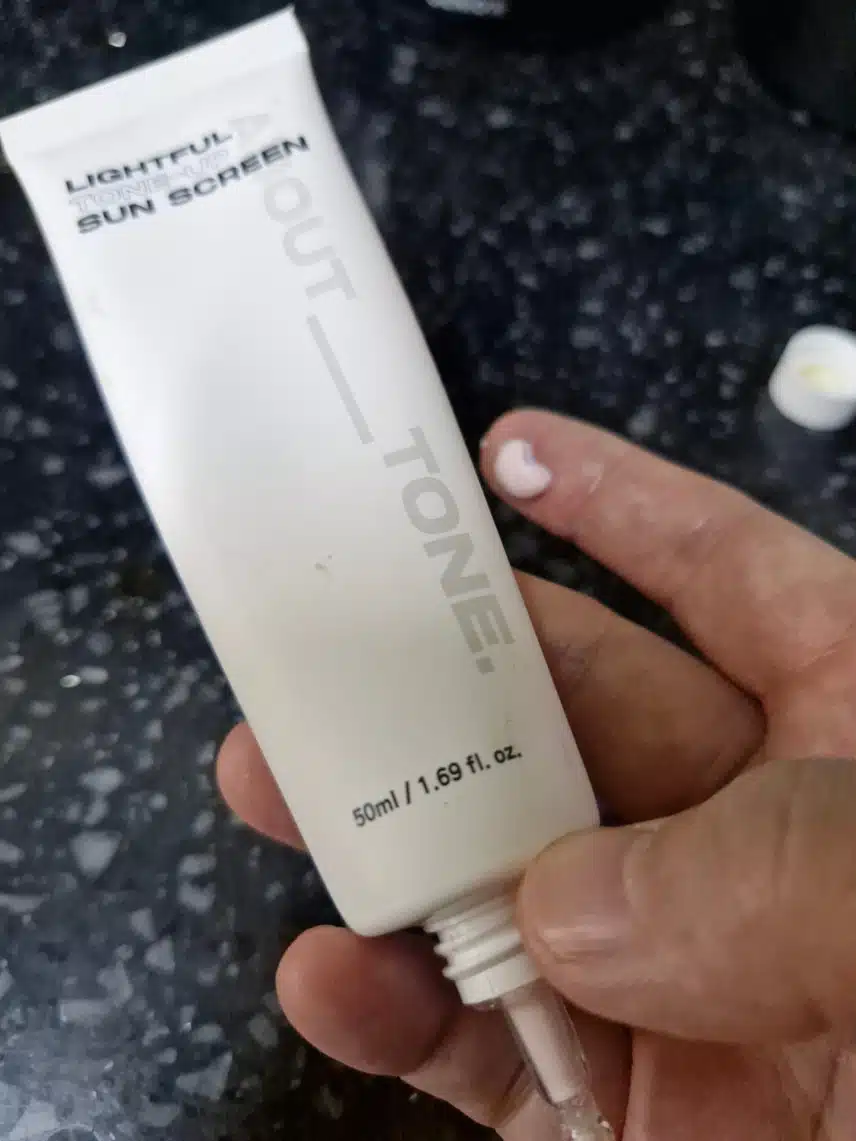 LIGHTFUL
TONE-UP
SUN SCREEN
ABOUT — TONE.
50ml / 1.69 fl. oz.